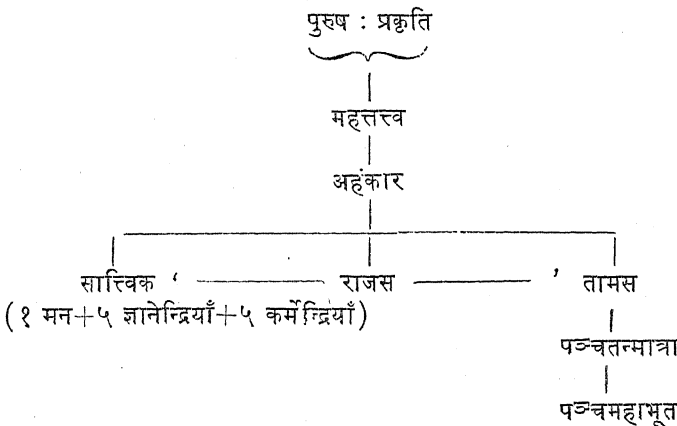 पुरुष : प्रकृति
महत्तत्त्व
अहंकार
सात्त्विक ‘ राजस ’ तामस
(१ मन+५ ज्ञानेन्द्रियाँ+५ कर्मेन्द्रियाँ)
पञ्चतन्मात्रा
पञ्चमहाभूत